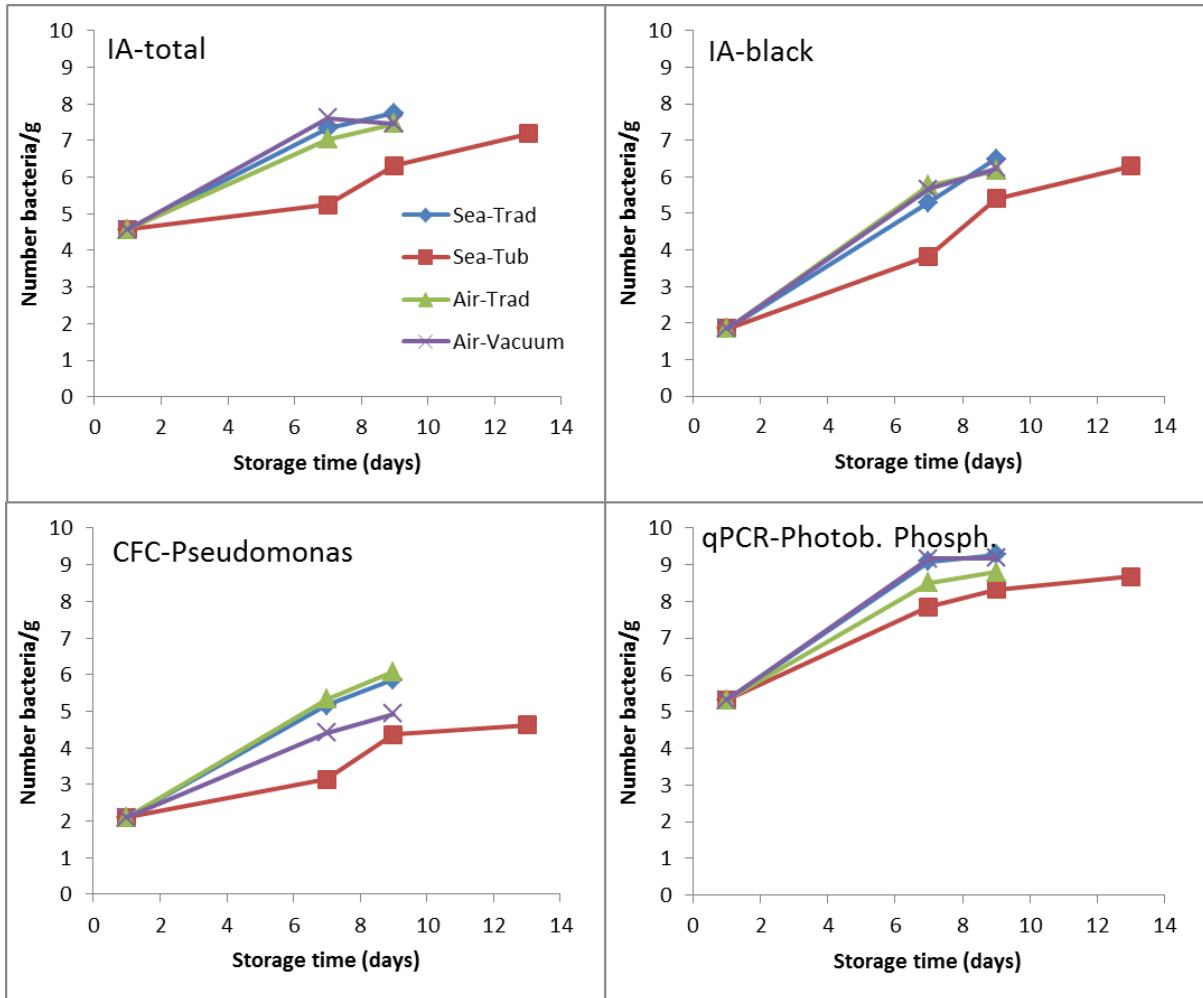 IA-total
Number bacteria/g
10
9
8
7
6
5
4
3
2
1
0
Sea-Trad
Sea-Tub
Air-Trad
Air-Vacuum
0 2 4 6 8 10 12 14
Storage time (days)
IA-black
Number bacteria/g
10
9
8
7
6
5
4
3
2
1
0
0 2 4 6 8 10 12 14
Storage time (days)
CFC-Pseudomonas
Number bacteria/g
10
9
8
7
6
5
4
3
2
1
0
0 2 4 6 8 10 12 14
Storage time (days)
qPCR-Photob. Phosph.
Number bacteria/g
10
9
8
7
6
5
4
3
2
1
0
0 2 4 6 8 10 12 14
Storage time (days)